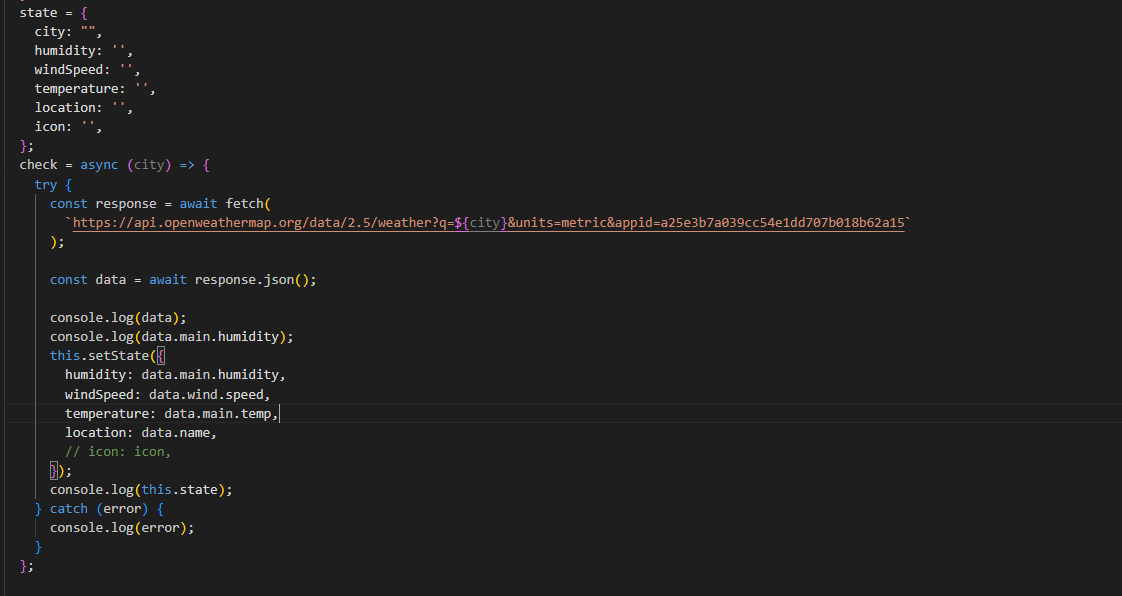 state = {
city: "",
humidity: '',
windSpeed: '',
temperature: '',
location: '',
icon: '',
};
check = async (city) => {
try {
const response = await fetch(
`https://api.openweathermap.org/data/2.5/weather?q=${city}&units=metric&appid=a25e3b7a039cc54e1dd707b018b62a15`
);
const data = await response.json();
console.log(data);
console.log(data.main.humidity);
this.setState({
humidity: data.main.humidity,
windSpeed: data.wind.speed,
temperature: data.main.temp,
location: data.name,
// icon: icon,
});
console.log(this.state);
} catch (error) {
console.log(error);
}
};